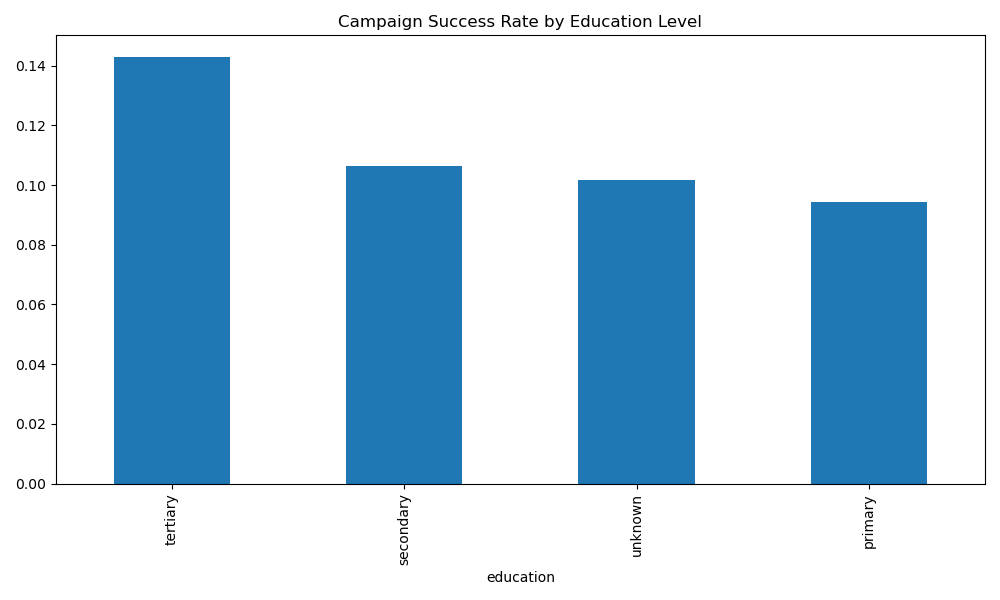 Campaign Success Rate by Education Level
0.14
0.12
0.10
0.08
0.06
0.04
0.02
0.00
tertiary
secondary
unknown
primary
education